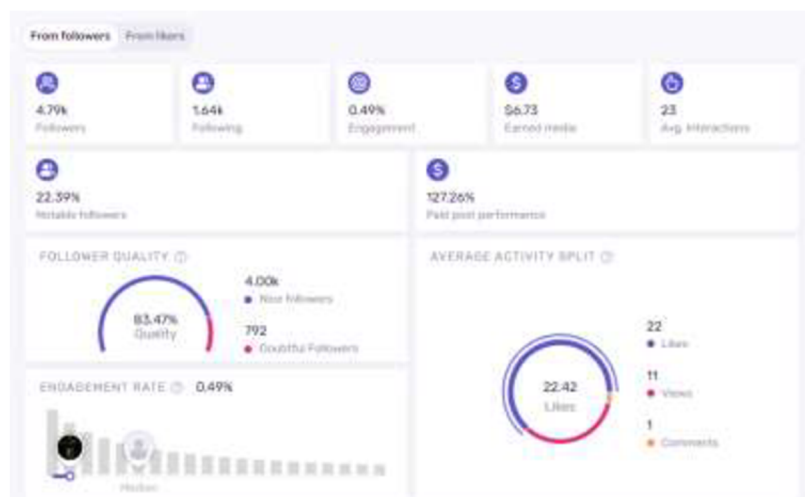 From followers From likers
4.79k
Followers
1.64k
Following
0.49%
Engagement
$6.73
Earned media
23
Avg. Interactions
22.39%
Notable followers
127.26%
Paid post performance
FOLLOWER QUALITY
83.47%
Quality
4.00k
Nice followers
792
Doubtful Followers
AVERAGE ACTIVITY SPLIT
22.42
Likes
22
Likes
11
Views
1
Comments
ENGAGEMENT RATE 0.49%
Median